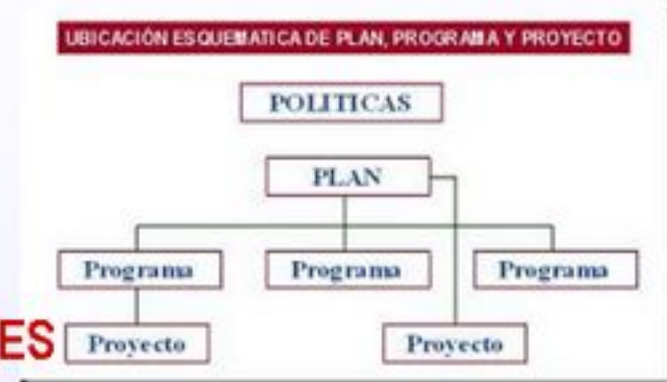 UBICACIÓN ESQUEMATICA DE PLAN, PROGRAMA Y PROYECTO
POLITICAS
PLAN
Programa Programa Programa
ES Proyecto Proyecto